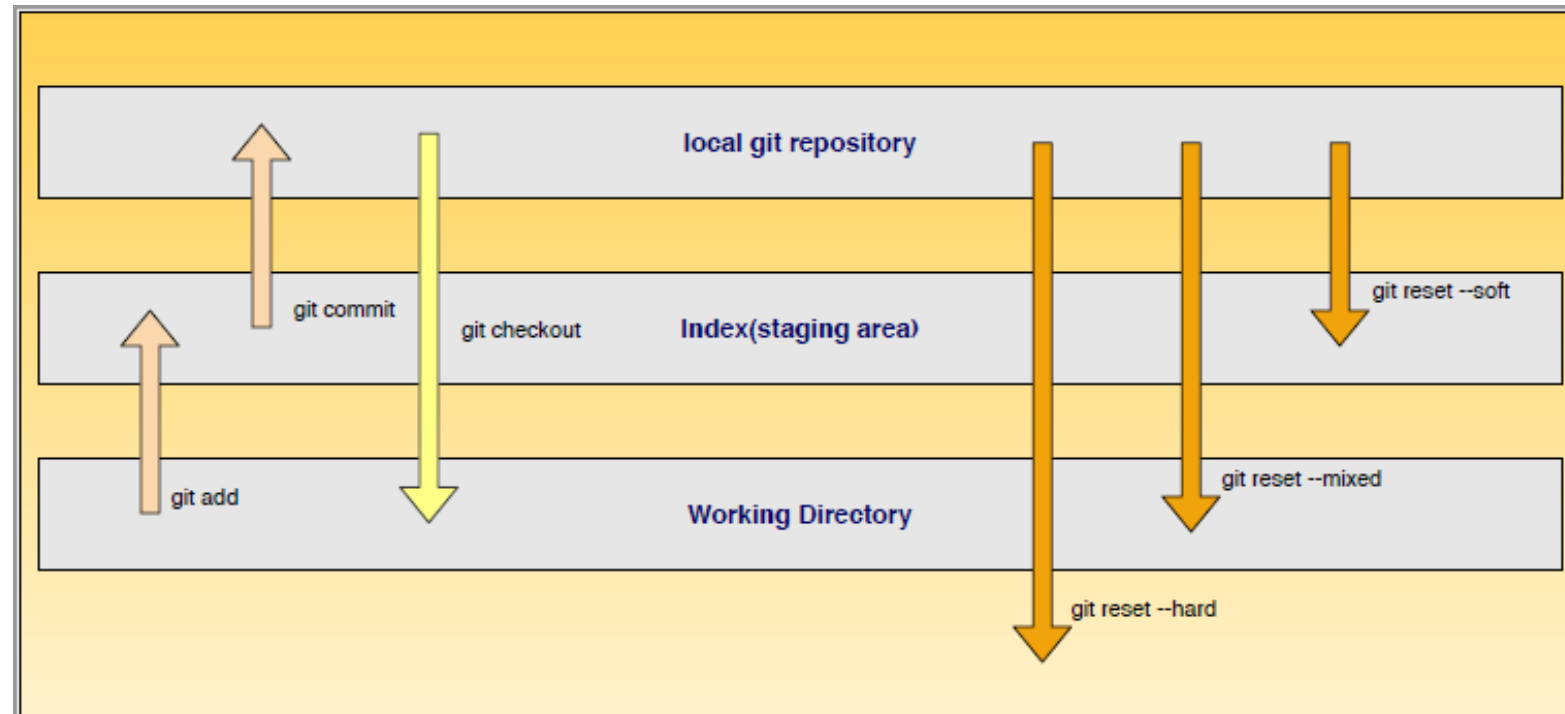 local git repository
git commit
git checkout
Index(staging area)
git reset --soft
git add
Working Directory
git reset --mixed
git reset --hard